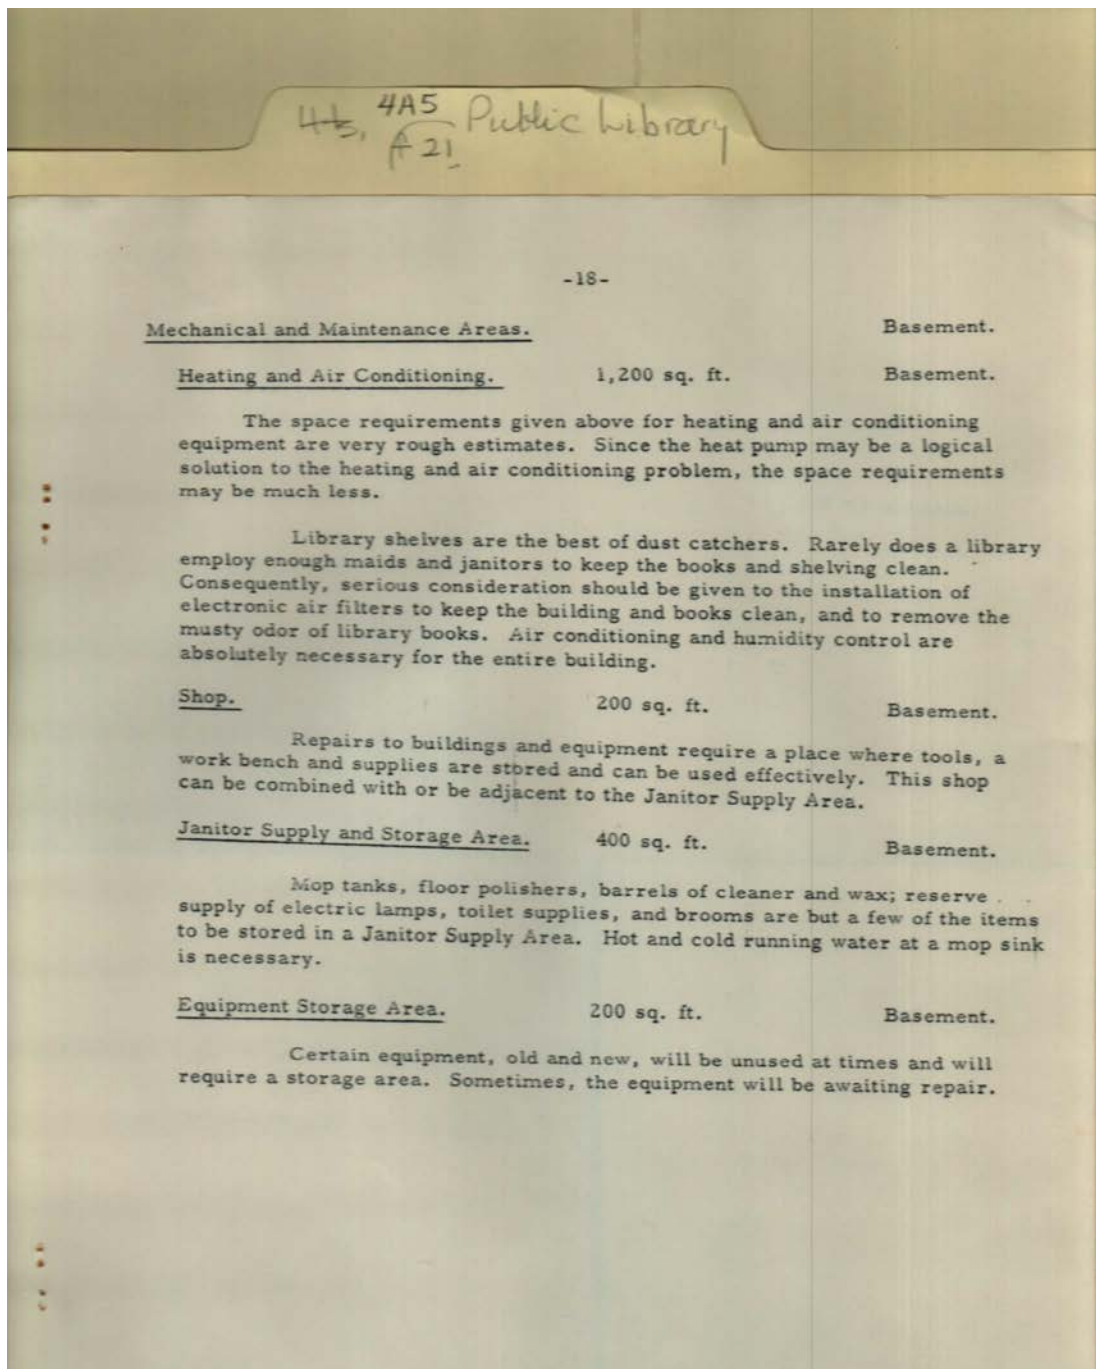 4A5 Public Library
A 21
-18-
Mechanical and Maintenance Areas. Basement.
Heating and Air Conditioning. 1,200 sq. ft. Basement.
The space requirements given above for heating and air conditioning
equipment are very rough estimates. Since the heat pump may be a logical
solution to the heating and air conditioning problem, the space requirements
may be much less.
Library shelves are the best of dust catchers. Rarely does a library
employ enough maids and janitors to keep the books and shelving clean.
Consequently, serious consideration should be given to the installation of
electronic air filters to keep the building and books clean, and to remove the
musty odor of library books. Air conditioning and humidity control are
absolutely necessary for the entire building.
Shop. 200 sq. ft. Basement.
Repairs to buildings and equipment require a place where tools, a
work bench and supplies are stored and can be used effectively. This shop
can be combined with or be adjacent to the Janitor Supply Area.
Janitor Supply and Storage Area. 400 sq. ft. Basement.
Mop tanks, floor polishers, barrels of cleaner and wax; reserve
supply of electric lamps, toilet supplies, and brooms are but a few of the items
to be stored in a Janitor Supply Area. Hot and cold running water at a mop sink
is necessary.
Equipment Storage Area. 200 sq. ft. Basement.
Certain equipment, old and new, will be unused at times and will
require a storage area. Sometimes, the equipment will be awaiting repair.